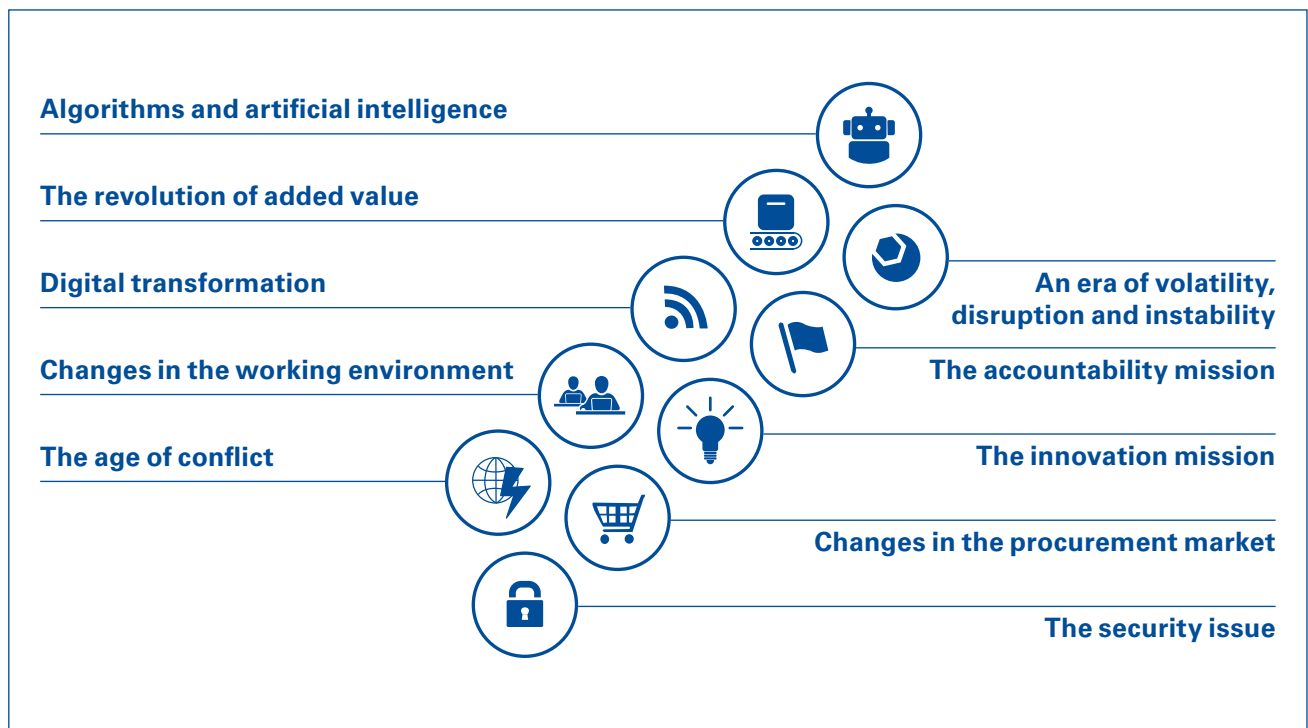 Algorithms and artificial intelligence
The revolution of added value
Digital transformation
Changes in the working environment
The age of conflict
An era of volatility,
disruption and instability
The accountability mission
The innovation mission
Changes in the procurement market
The security issue